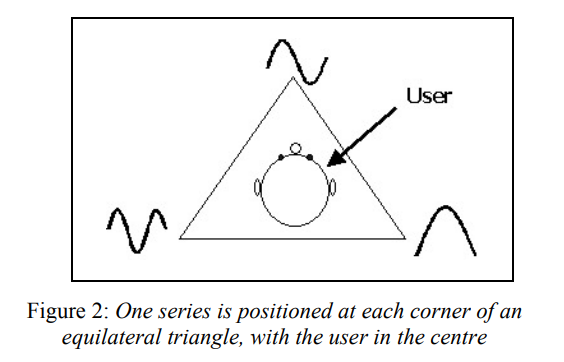 User
Figure 2: One series is positioned at each corner of an
equilateral triangle, with the user in the centre